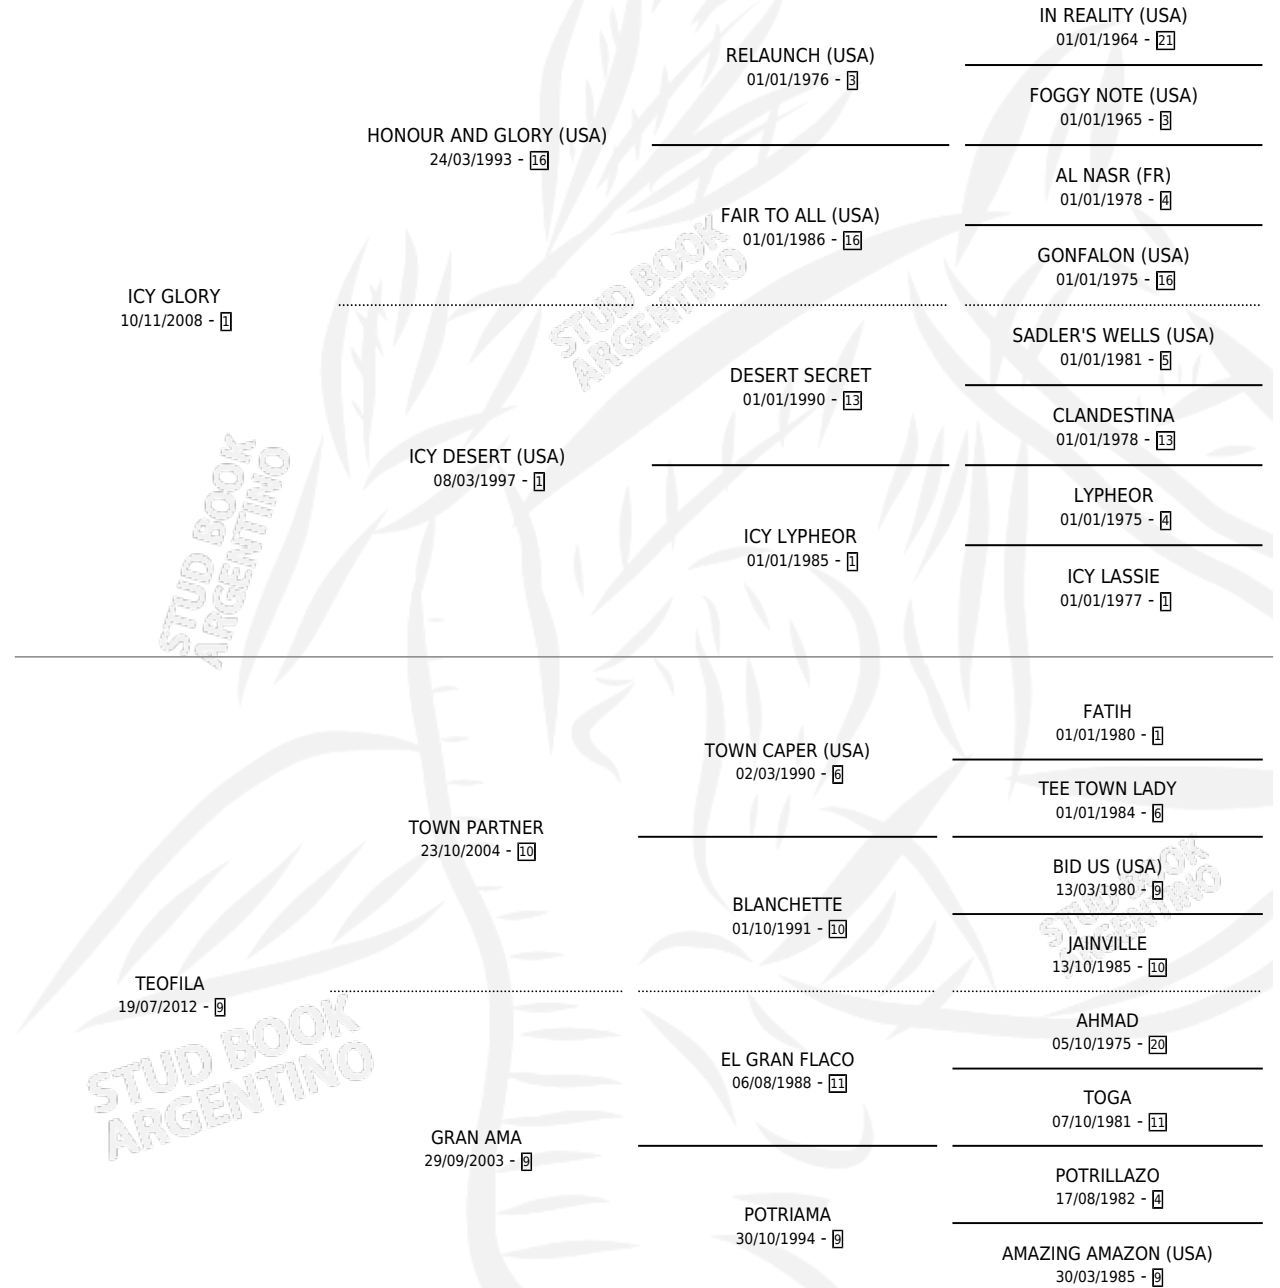 IN REALITY (USA)
01/01/1964 - 21
RELAUNCH (USA)
01/01/1976 - 3
FOGGY NOTE (USA)
01/01/1965 - 3
HONOUR AND GLORY (USA)
24/03/1993 - 16
AL NASR (FR)
01/01/1978 - 4
FAIR TO ALL (USA)
01/01/1986 - 16
GONFALON (USA)
01/01/1975 - 16
ICY GLORY
10/11/2008 - 1
SADLER'S WELLS (USA)
01/01/1981 - 5
DESERT SECRET
01/01/1990 - 13
CLANDESTINA
01/01/1978 - 13
ICY DESERT (USA)
08/03/1997 - 1
LYPHEOR
01/01/1975 - 4
ICY LYPHEOR
01/01/1985 - 1
ICY LASSIE
01/01/1977 - 1
FATIH
01/01/1980 - 1
TOWN CAPER (USA)
02/03/1990 - 6
TEE TOWN LADY
01/01/1984 - 6
TOWN PARTNER
23/10/2004 - 10
BID US (USA)
13/03/1980 - 9
BLANCHETTE
01/10/1991 - 10
JAINVILLE
13/10/1985 - 10
TEOFILA
19/07/2012 - 9
AHMAD
05/10/1975 - 20
EL GRAN FLACO
06/08/1988 - 11
TOGA
07/10/1981 - 11
GRAN AMA
29/09/2003 - 9
POTRILLAZO
17/08/1982 - 4
POTRIAMA
30/10/1994 - 9
AMAZING AMAZON (USA)
30/03/1985 - 9
STUD BOOK
ARGENTINO
STUD BOOK
ARGENTINO
STUD BOOK
ARGENTINO
STUD BOOK
ARGENTINO